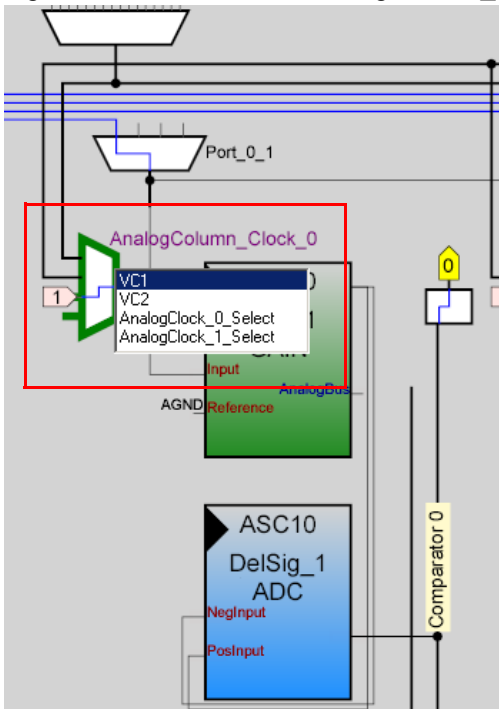 Port_0_1
AnalogColumn_Clock_0
VC1
VC2
AnalogClock_0_Select
AnalogClock_1_Select
1
0
1
Input
AnalogBus
AGND
Reference
ASC10
DelSig_1
ADC
NegInput
PosInput
Comparator 0